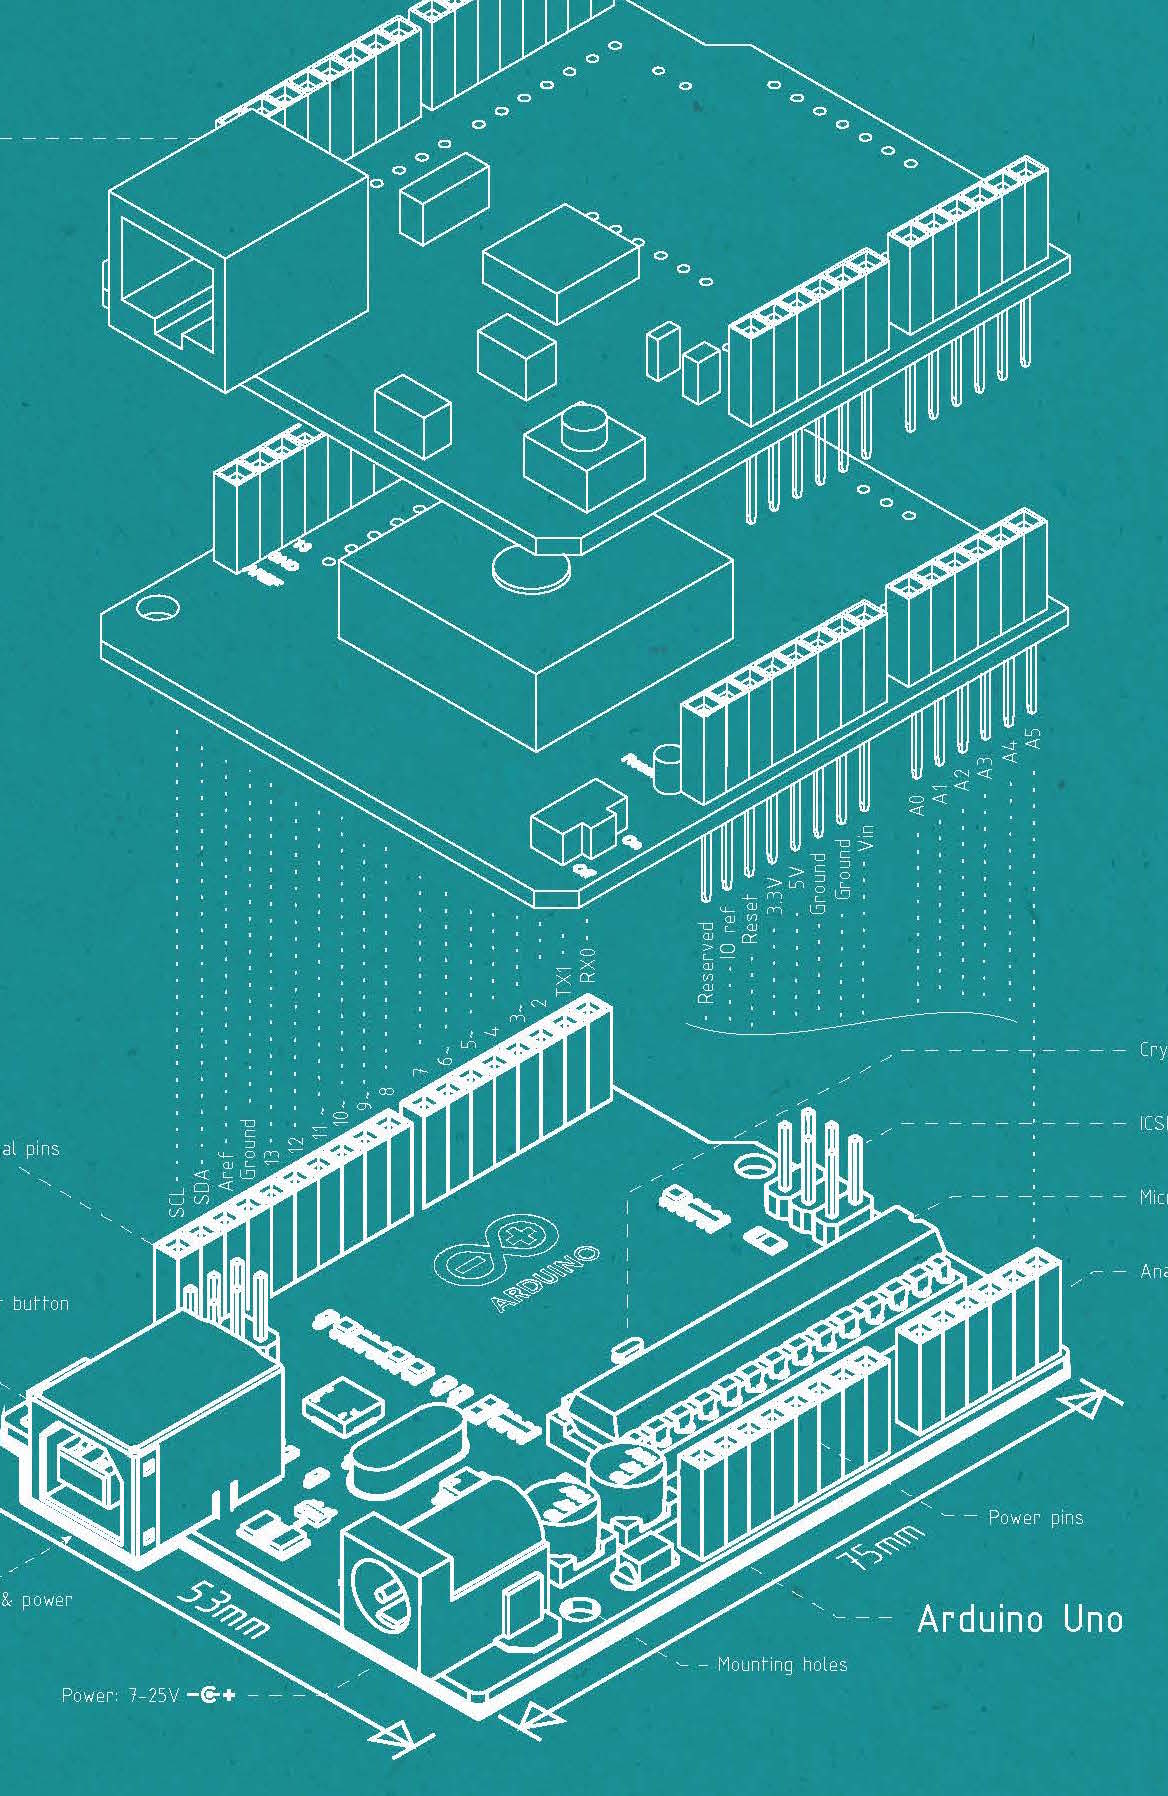 A5
A4
A3
A2
A1
A0
Vin
Ground
Ground
5V
3.3V
Reset
IO ref
Reserved
RX0
TX1
2
3~
4
5~
6~
7
8
9~
10~
11~
12
13
Ground
Aref
SDA
SCL
Cry
ICS
al pins
Micr
ARDUINO
Ana
button
Power pins
75mm
& power
53mm
Arduino Uno
Mounting holes
Power: 7-25V